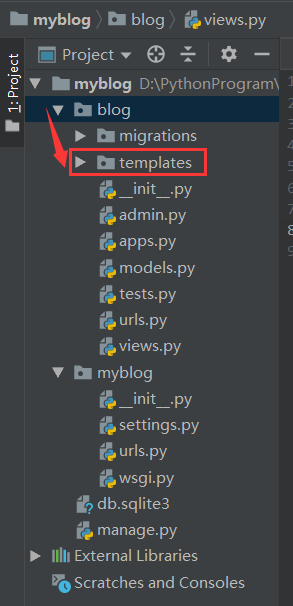 myblog blog views.py
1: Project
Project
myblog D:\PythonProgram\
blog
migrations
templates
__init__.py
admin.py
apps.py
models.py
tests.py
urls.py
views.py
myblog
__init__.py
settings.py
urls.py
wsgi.py
db.sqlite3
manage.py
External Libraries
Scratches and Consoles